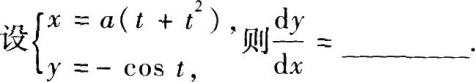 设{x = a(t + t²), y = − cos t, 则 dy/dx = ________.